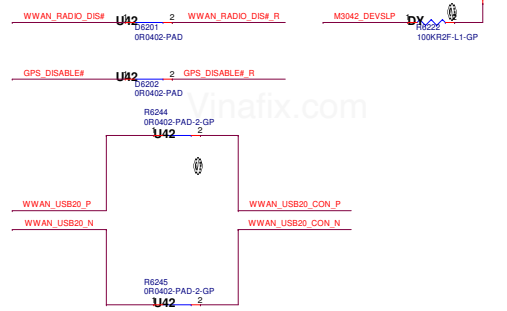 WWAN_RADIO_DIS# U42 2 WWAN_RADIO_DIS#_R M3042_DEVSLP DX
D6201 R6222
0R0402-PAD 100KR2F-L1-GP
GPS_DISABLE# U42 2 GPS_DISABLE#_R
D6202
0R0402-PAD
Vinafix.com
R6244
0R0402-PAD-2-GP
U42 2
WWAN_USB20_P WWAN_USB20_CON_P
WWAN_USB20_N WWAN_USB20_CON_N
R6245
0R0402-PAD-2-GP
U42 2